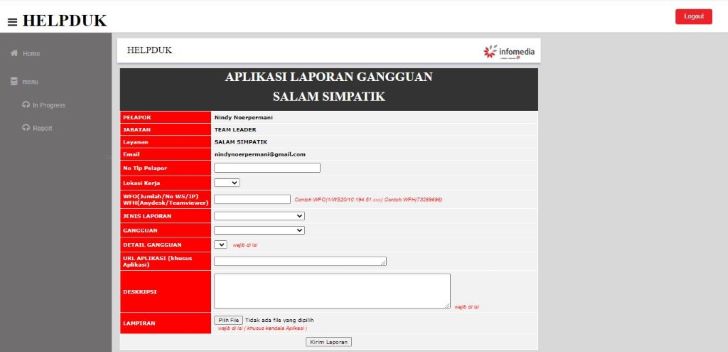 ≡ HELPDUK
Logout
Home
menu
In Progress
Report
HELPDUK
infomedia
APLIKASI LAPORAN GANGGUAN
SALAM SIMPATIK
PELAPOR Nindy Noerpermani
JABATAN TEAM LEADER
Layanan SALAM SIMPATIK
Email nindynoerpermani@gmail.com
No Tlp Pelapor
Lokasi Kerja
WFO(Jumlah/No WS/IP)
WFH(Anydesk/Teamviewer)
Contoh WFO(1/WS20/10.194.51.xxx) Contoh WFH(73289698)
JENIS LAPORAN
GANGGUAN
DETAIL GANGGUAN wajib di isi
URL APLIKASI (khusus
Aplikasi)
DESKRIPSI
wajib di isi
LAMPIRAN Pilih File Tidak ada file yang dipilih
wajib di isi ( khusus kendala Aplikasi )
Kirim Laporan